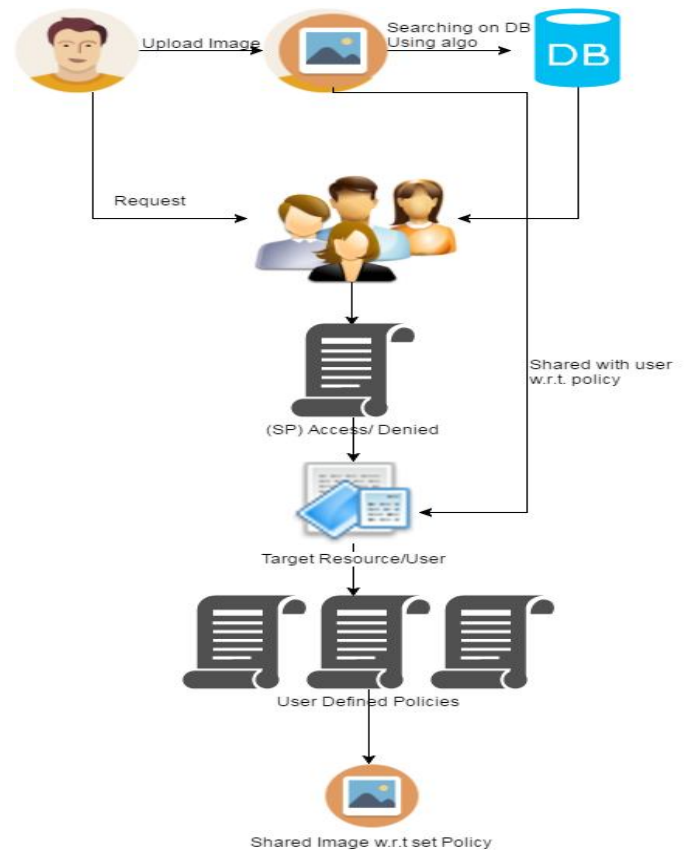 Upload Image
Searching on DB
Using algo
DB
Request
Shared with user
w.r.t. policy
(SP) Access/ Denied
Target Resource/User
User Defined Policies
Shared Image w.r.t set Policy